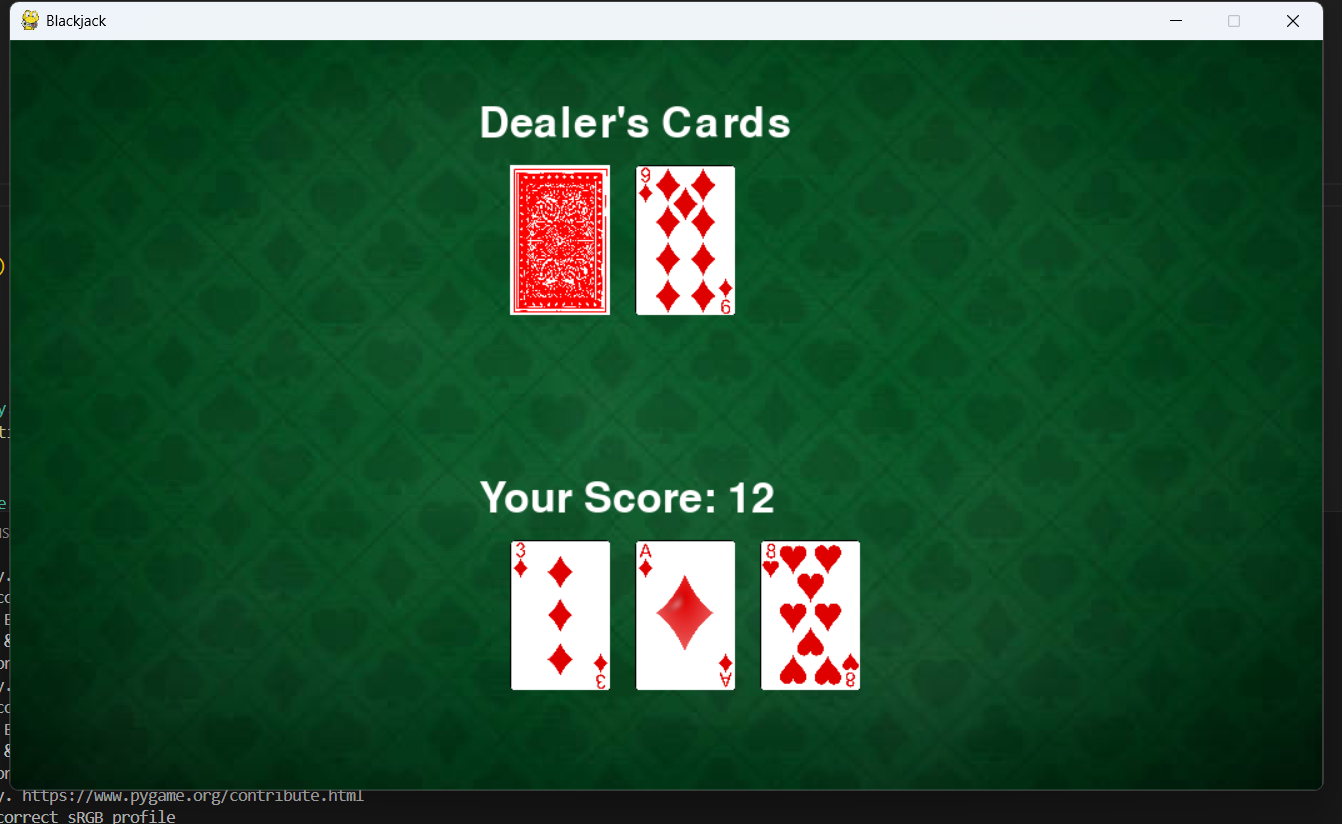 Blackjack
Dealer's Cards
9
9
Your Score: 12
3
A
8
3
A
8
y. https://www.pygame.org/contribute.html
correct sRGB profile